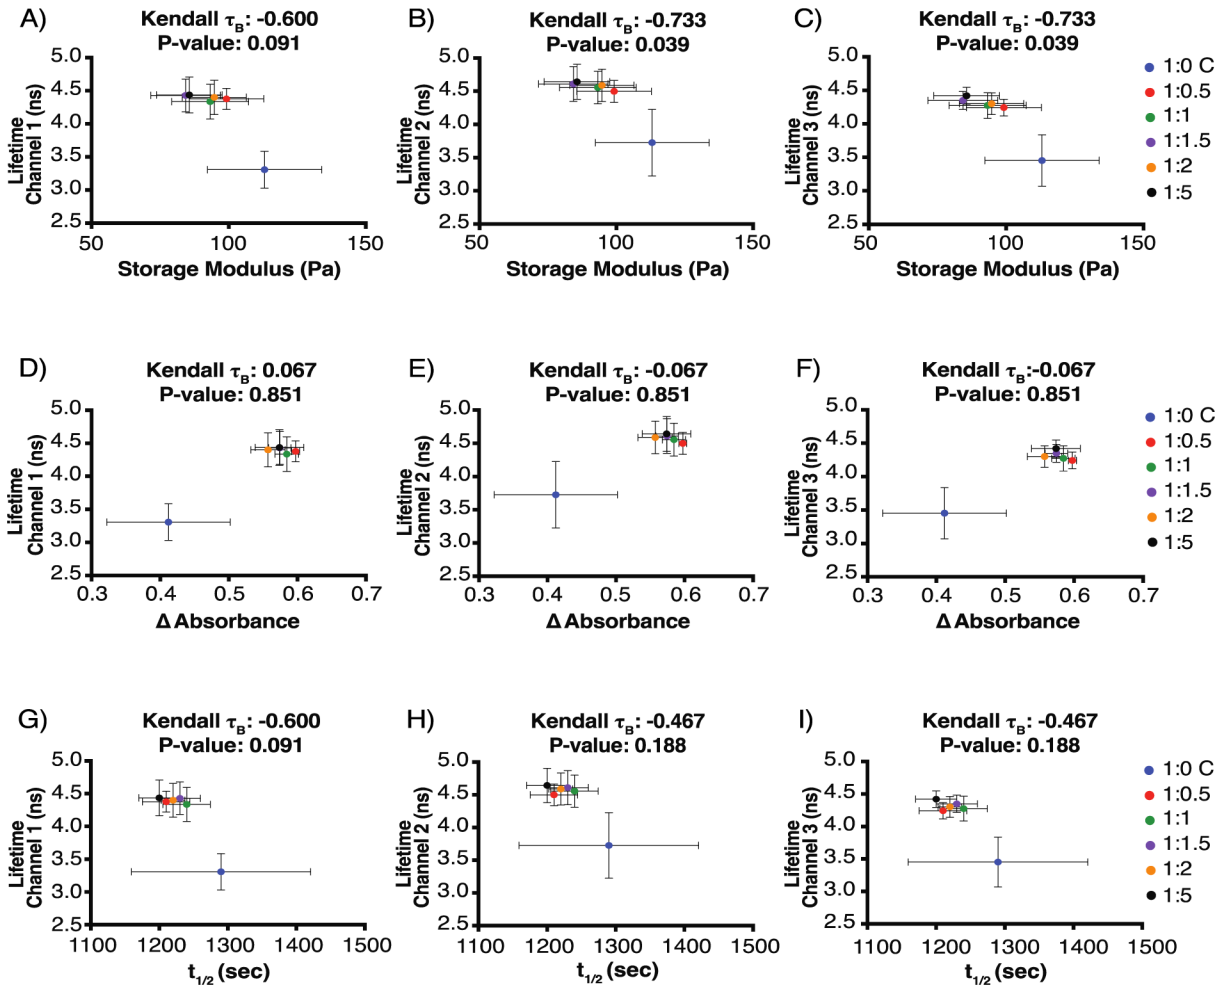 A)
Kendall τB: -0.600
P-value: 0.091
5.0
4.5
4.0
3.5
3.0
2.5
Lifetime
Channel 1 (ns)
50
100
150
Storage Modulus (Pa)
B)
Kendall τB: -0.733
P-value: 0.039
5.0
4.5
4.0
3.5
3.0
2.5
Lifetime
Channel 2 (ns)
50
100
150
Storage Modulus (Pa)
C)
Kendall τB: -0.733
P-value: 0.039
5.0
4.5
4.0
3.5
3.0
2.5
Lifetime
Channel 3 (ns)
50
100
150
Storage Modulus (Pa)
1:0 C
1:0.5
1:1
1:1.5
1:2
1:5
D)
Kendall τB: 0.067
P-value: 0.851
5.0
4.5
4.0
3.5
3.0
2.5
Lifetime
Channel 1 (ns)
0.3
0.4
0.5
0.6
0.7
Δ Absorbance
E)
Kendall τB: -0.067
P-value: 0.851
5.0
4.5
4.0
3.5
3.0
2.5
Lifetime
Channel 2 (ns)
0.3
0.4
0.5
0.6
0.7
Δ Absorbance
F)
Kendall τB:-0.067
P-value: 0.851
5.0
4.5
4.0
3.5
3.0
2.5
Lifetime
Channel 3 (ns)
0.3
0.4
0.5
0.6
0.7
Δ Absorbance
1:0 C
1:0.5
1:1
1:1.5
1:2
1:5
G)
Kendall τB: -0.600
P-value: 0.091
5.0
4.5
4.0
3.5
3.0
2.5
Lifetime
Channel 1 (ns)
1100
1200
1300
1400
1500
t1/2 (sec)
H)
Kendall τB: -0.467
P-value: 0.188
5.0
4.5
4.0
3.5
3.0
2.5
Lifetime
Channel 2 (ns)
1100
1200
1300
1400
1500
t1/2 (sec)
I)
Kendall τB: -0.467
P-value: 0.188
5.0
4.5
4.0
3.5
3.0
2.5
Lifetime
Channel 3 (ns)
1100
1200
1300
1400
1500
t1/2 (sec)
1:0 C
1:0.5
1:1
1:1.5
1:2
1:5